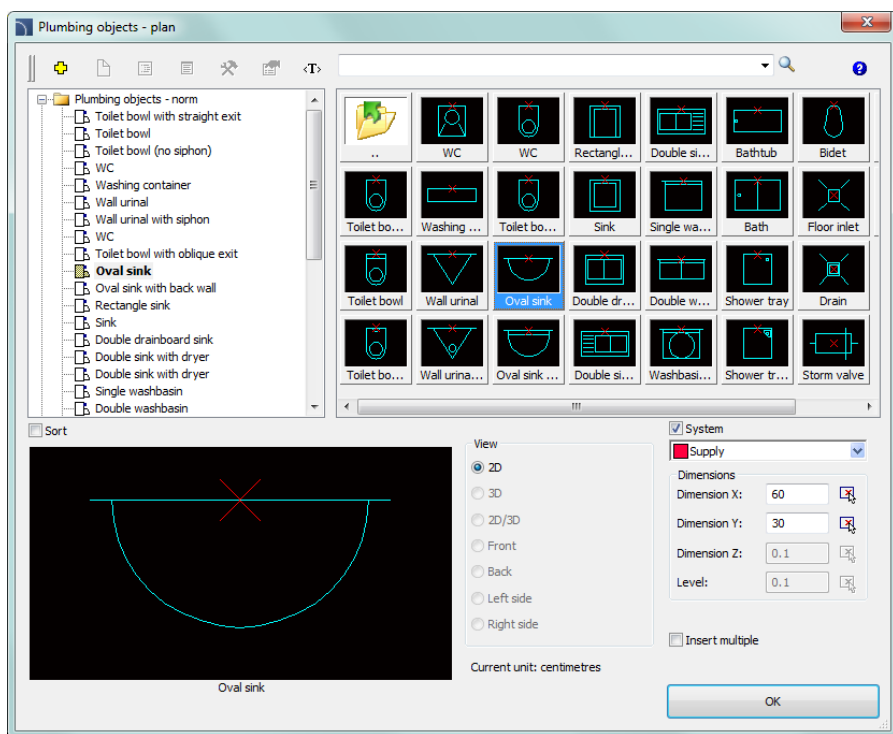 Plumbing objects - plan
<T>
Plumbing objects - norm
Toilet bowl with straight exit
Toilet bowl
Toilet bowl (no siphon)
WC
Washing container
Wall urinal
Wall urinal with siphon
WC
Toilet bowl with oblique exit
Oval sink
Oval sink with back wall
Rectangle sink
Sink
Double drainboard sink
Double sink with dryer
Double sink with dryer
Single washbasin
Double washbasin
.. WC WC Rectangl... Double si... Bathtub Bidet
Toilet bo... Washing ... Toilet bo... Sink Single wa... Bath Floor inlet
Toilet bowl Wall urinal Oval sink Double dr... Double w... Shower tray Drain
Toilet bo... Wall urina... Oval sink ... Double si... Washbasi... Shower tr... Storm valve
Sort
Oval sink
View
2D
3D
2D/3D
Front
Back
Left side
Right side
Current unit: centimetres
System
Supply
Dimensions
Dimension X: 60
Dimension Y: 30
Dimension Z: 0.1
Level: 0.1
Insert multiple
OK